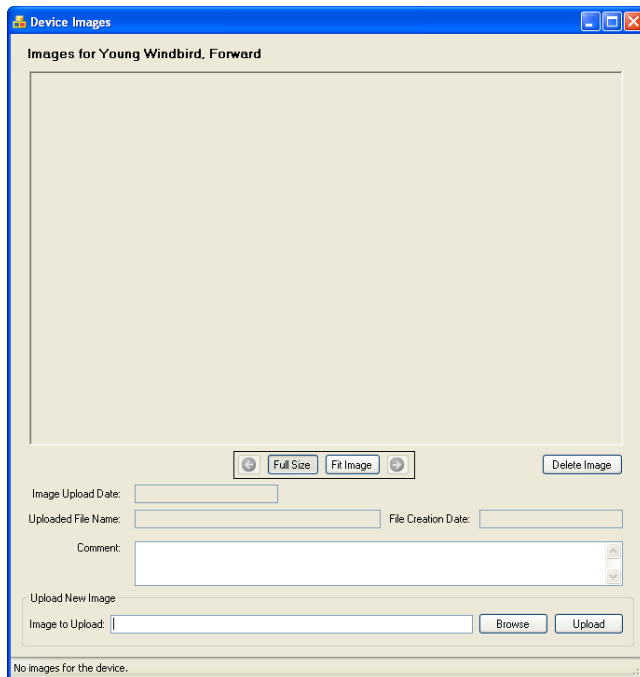 Device Images
Images for Young Windbird, Forward
Full Size Fit Image Delete Image
Image Upload Date:
Uploaded File Name: File Creation Date:
Comment:
Upload New Image
Image to Upload: Browse Upload
No images for the device.